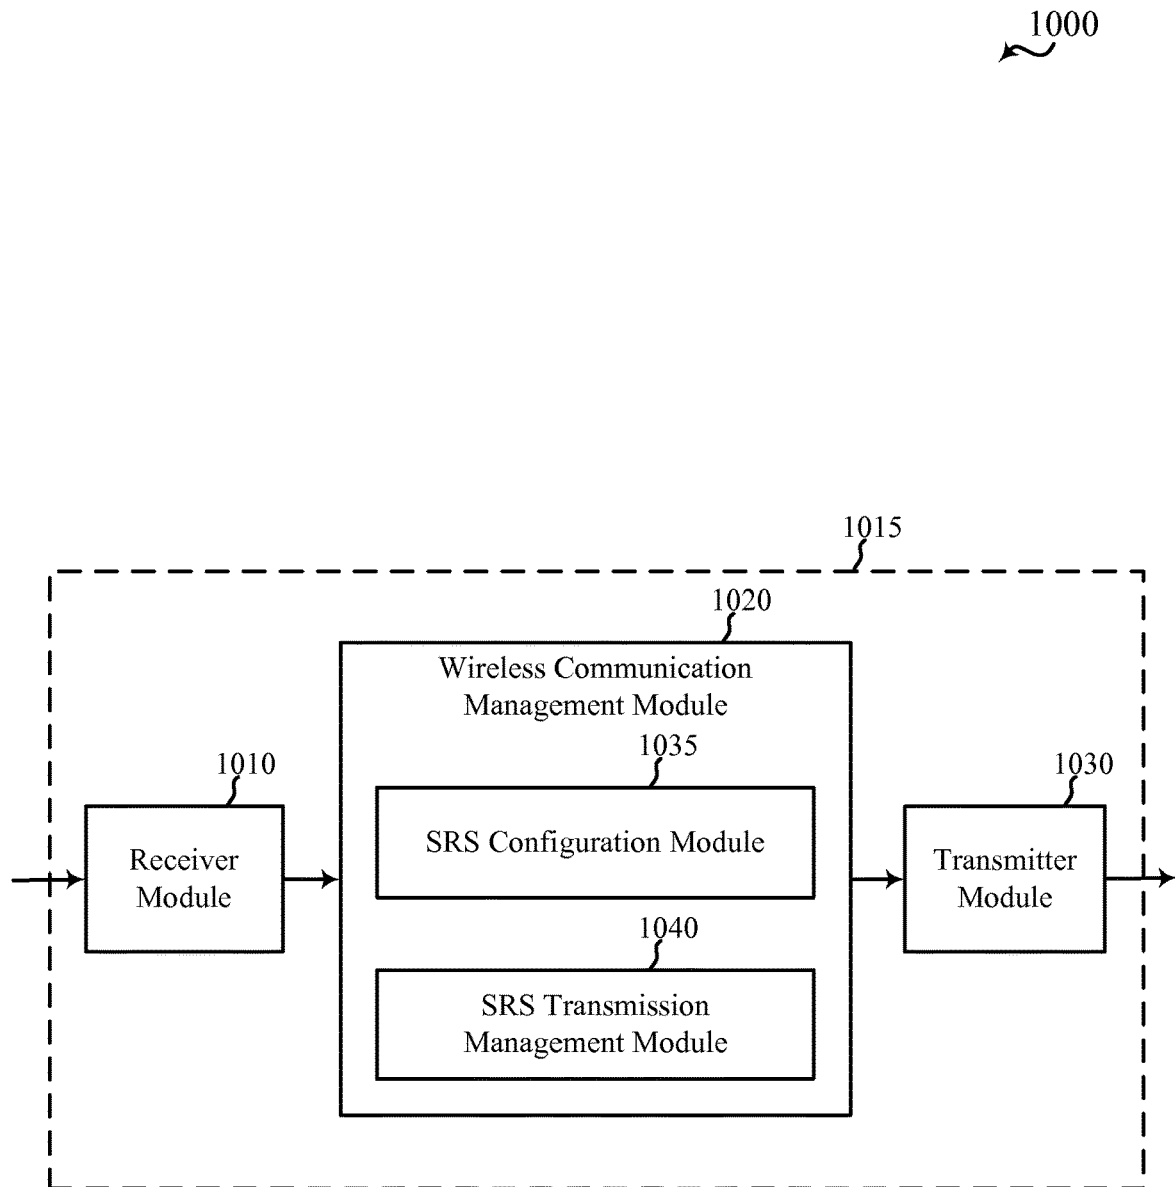 1000
1015
1020
Wireless Communication
Management Module
1035
SRS Configuration Module
1010
Receiver
Module
1030
Transmitter
Module
1040
SRS Transmission
Management Module